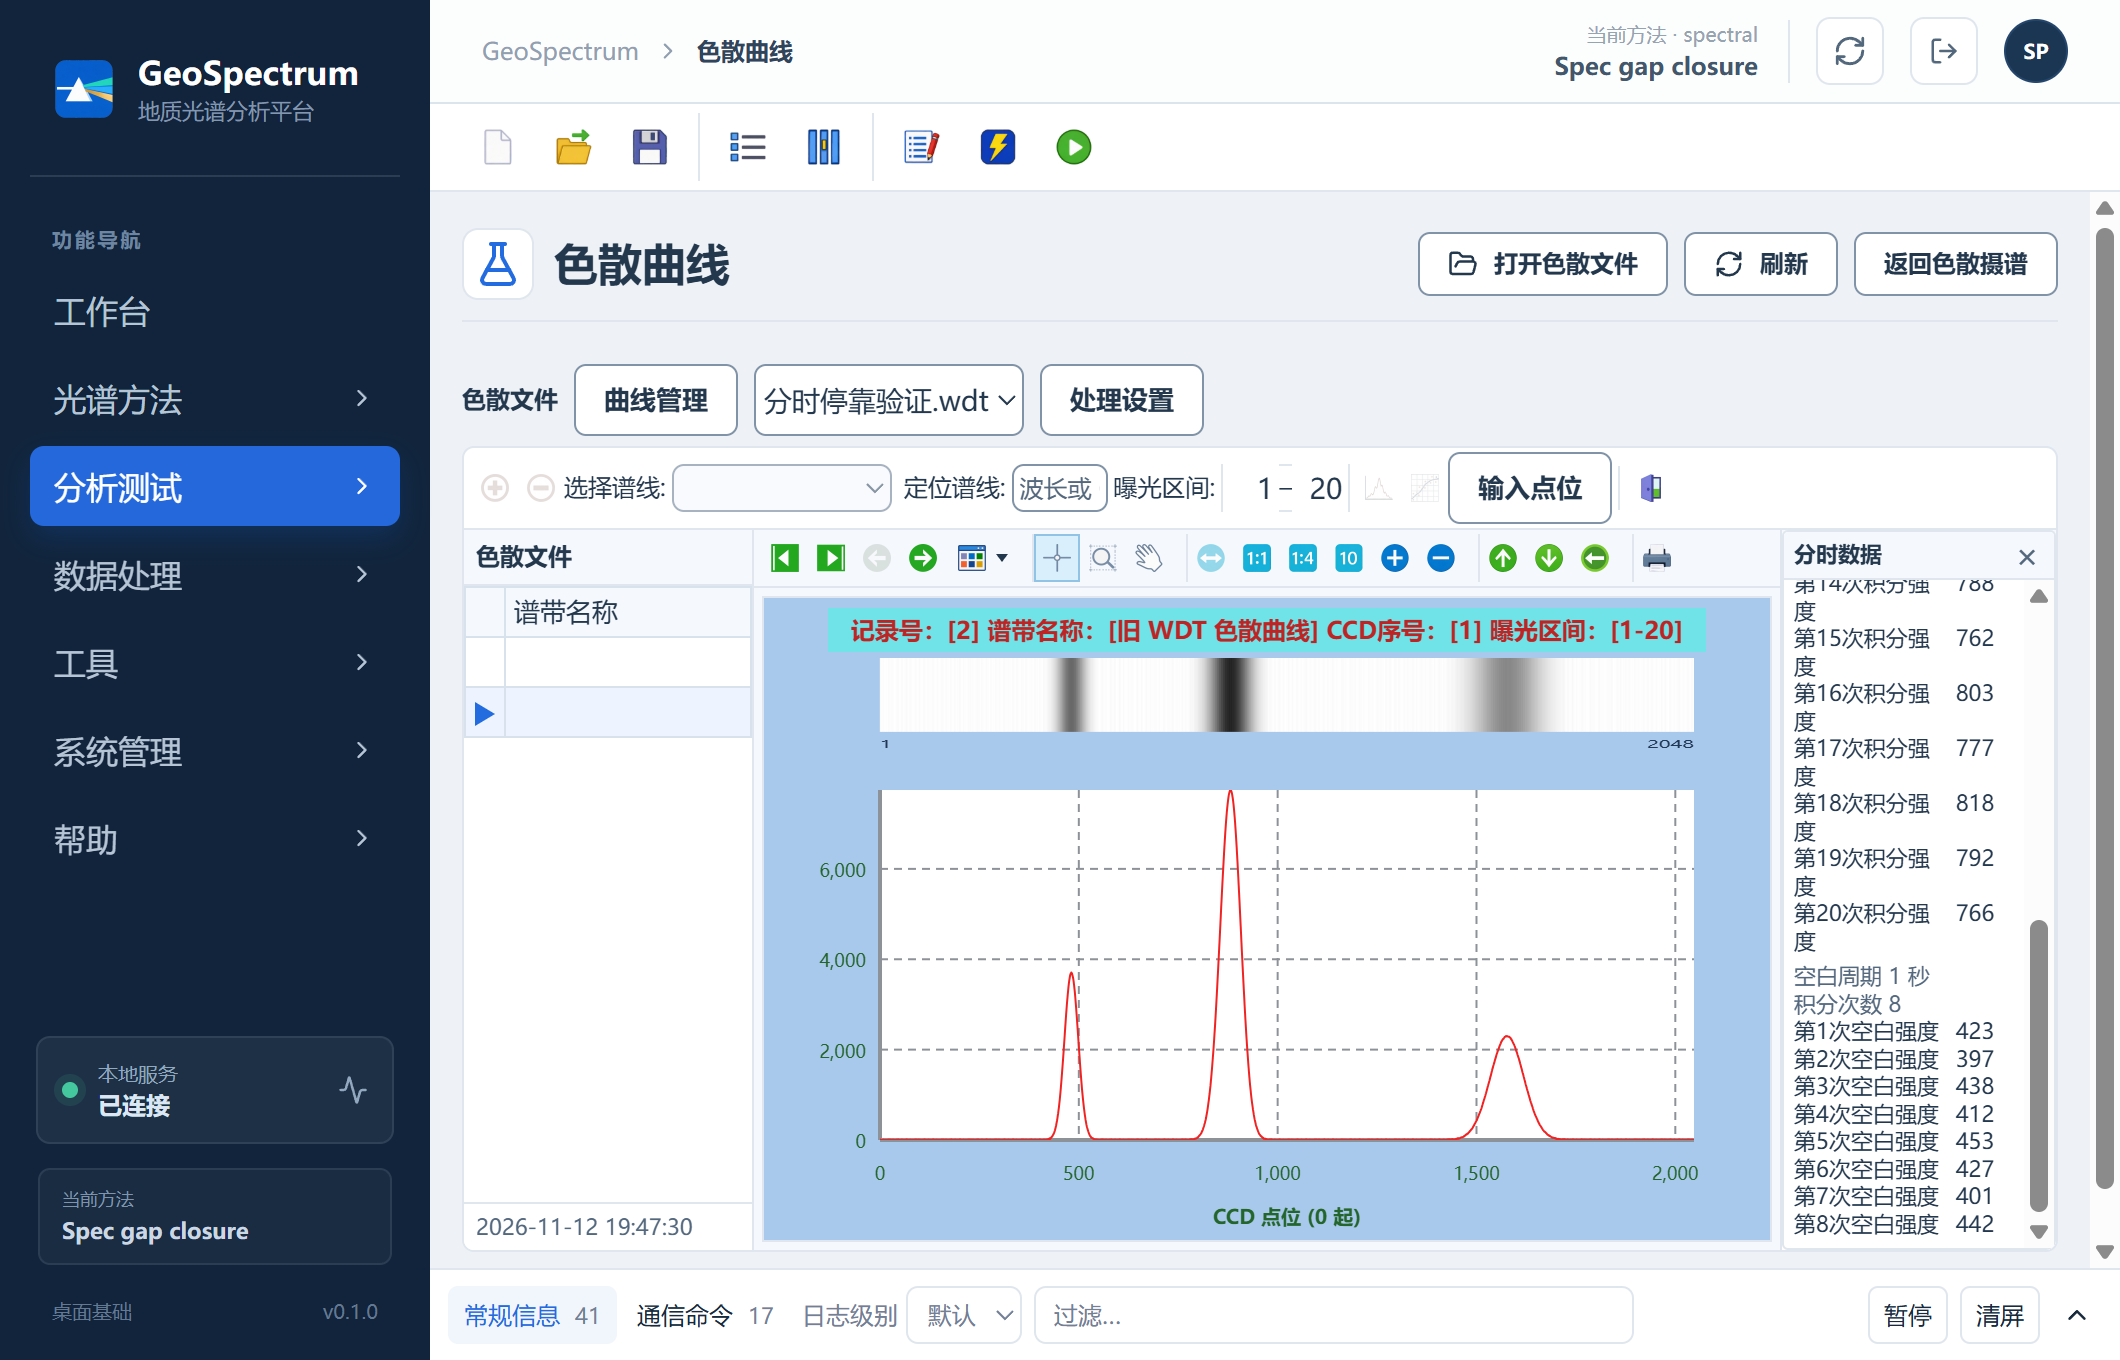 GeoSpectrum
地质光谱分析平台
功能导航
工作台
光谱方法
分析测试
数据处理
工具
系统管理
帮助
本地服务
已连接
当前方法
Spec gap closure
桌面基础 v0.1.0
GeoSpectrum > 色散曲线
当前方法 · spectral
Spec gap closure
SP
色散曲线
打开色散文件
刷新
返回色散摄谱
色散文件 曲线管理 分时停靠验证.wdt 处理设置
选择谱线: 定位谱线: 波长或 曝光区间: 1 – 20 输入点位
色散文件
1:1 1:4 10
谱带名称
2026-11-12 19:47:30
记录号：[2] 谱带名称：[旧 WDT 色散曲线] CCD序号：[1] 曝光区间：[1-20]
1 2048
6,000
4,000
2,000
0
0 500 1,000 1,500 2,000
CCD 点位 (0 起)
分时数据
第14次积分强度 788
第15次积分强度 762
第16次积分强度 803
第17次积分强度 777
第18次积分强度 818
第19次积分强度 792
第20次积分强度 766
空白周期 1 秒
积分次数 8
第1次空白强度 423
第2次空白强度 397
第3次空白强度 438
第4次空白强度 412
第5次空白强度 453
第6次空白强度 427
第7次空白强度 401
第8次空白强度 442
常规信息 41 通信命令 17 日志级别 默认 过滤... 暂停 清屏